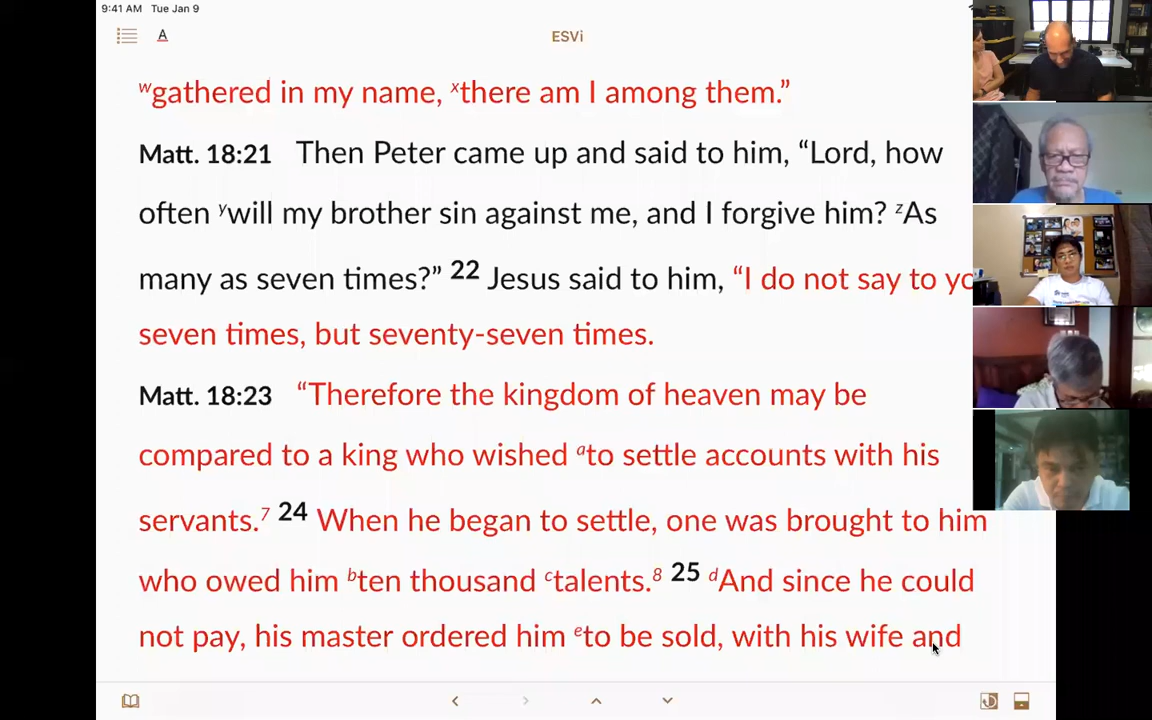 9:41 AM Tue Jan 9
A
ESVi
wgathered in my name, xthere am I among them.”
Matt. 18:21 Then Peter came up and said to him, “Lord, how
often ywill my brother sin against me, and I forgive him? zAs
many as seven times?” 22 Jesus said to him, “I do not say to
seven times, but seventy-seven times.
Matt. 18:23 “Therefore the kingdom of heaven may be
compared to a king who wished ato settle accounts with his
servants.7 24 When he began to settle, one was brought to him
who owed him bten thousand ctalents.8 25 dAnd since he could
not pay, his master ordered him eto be sold, with his wife and